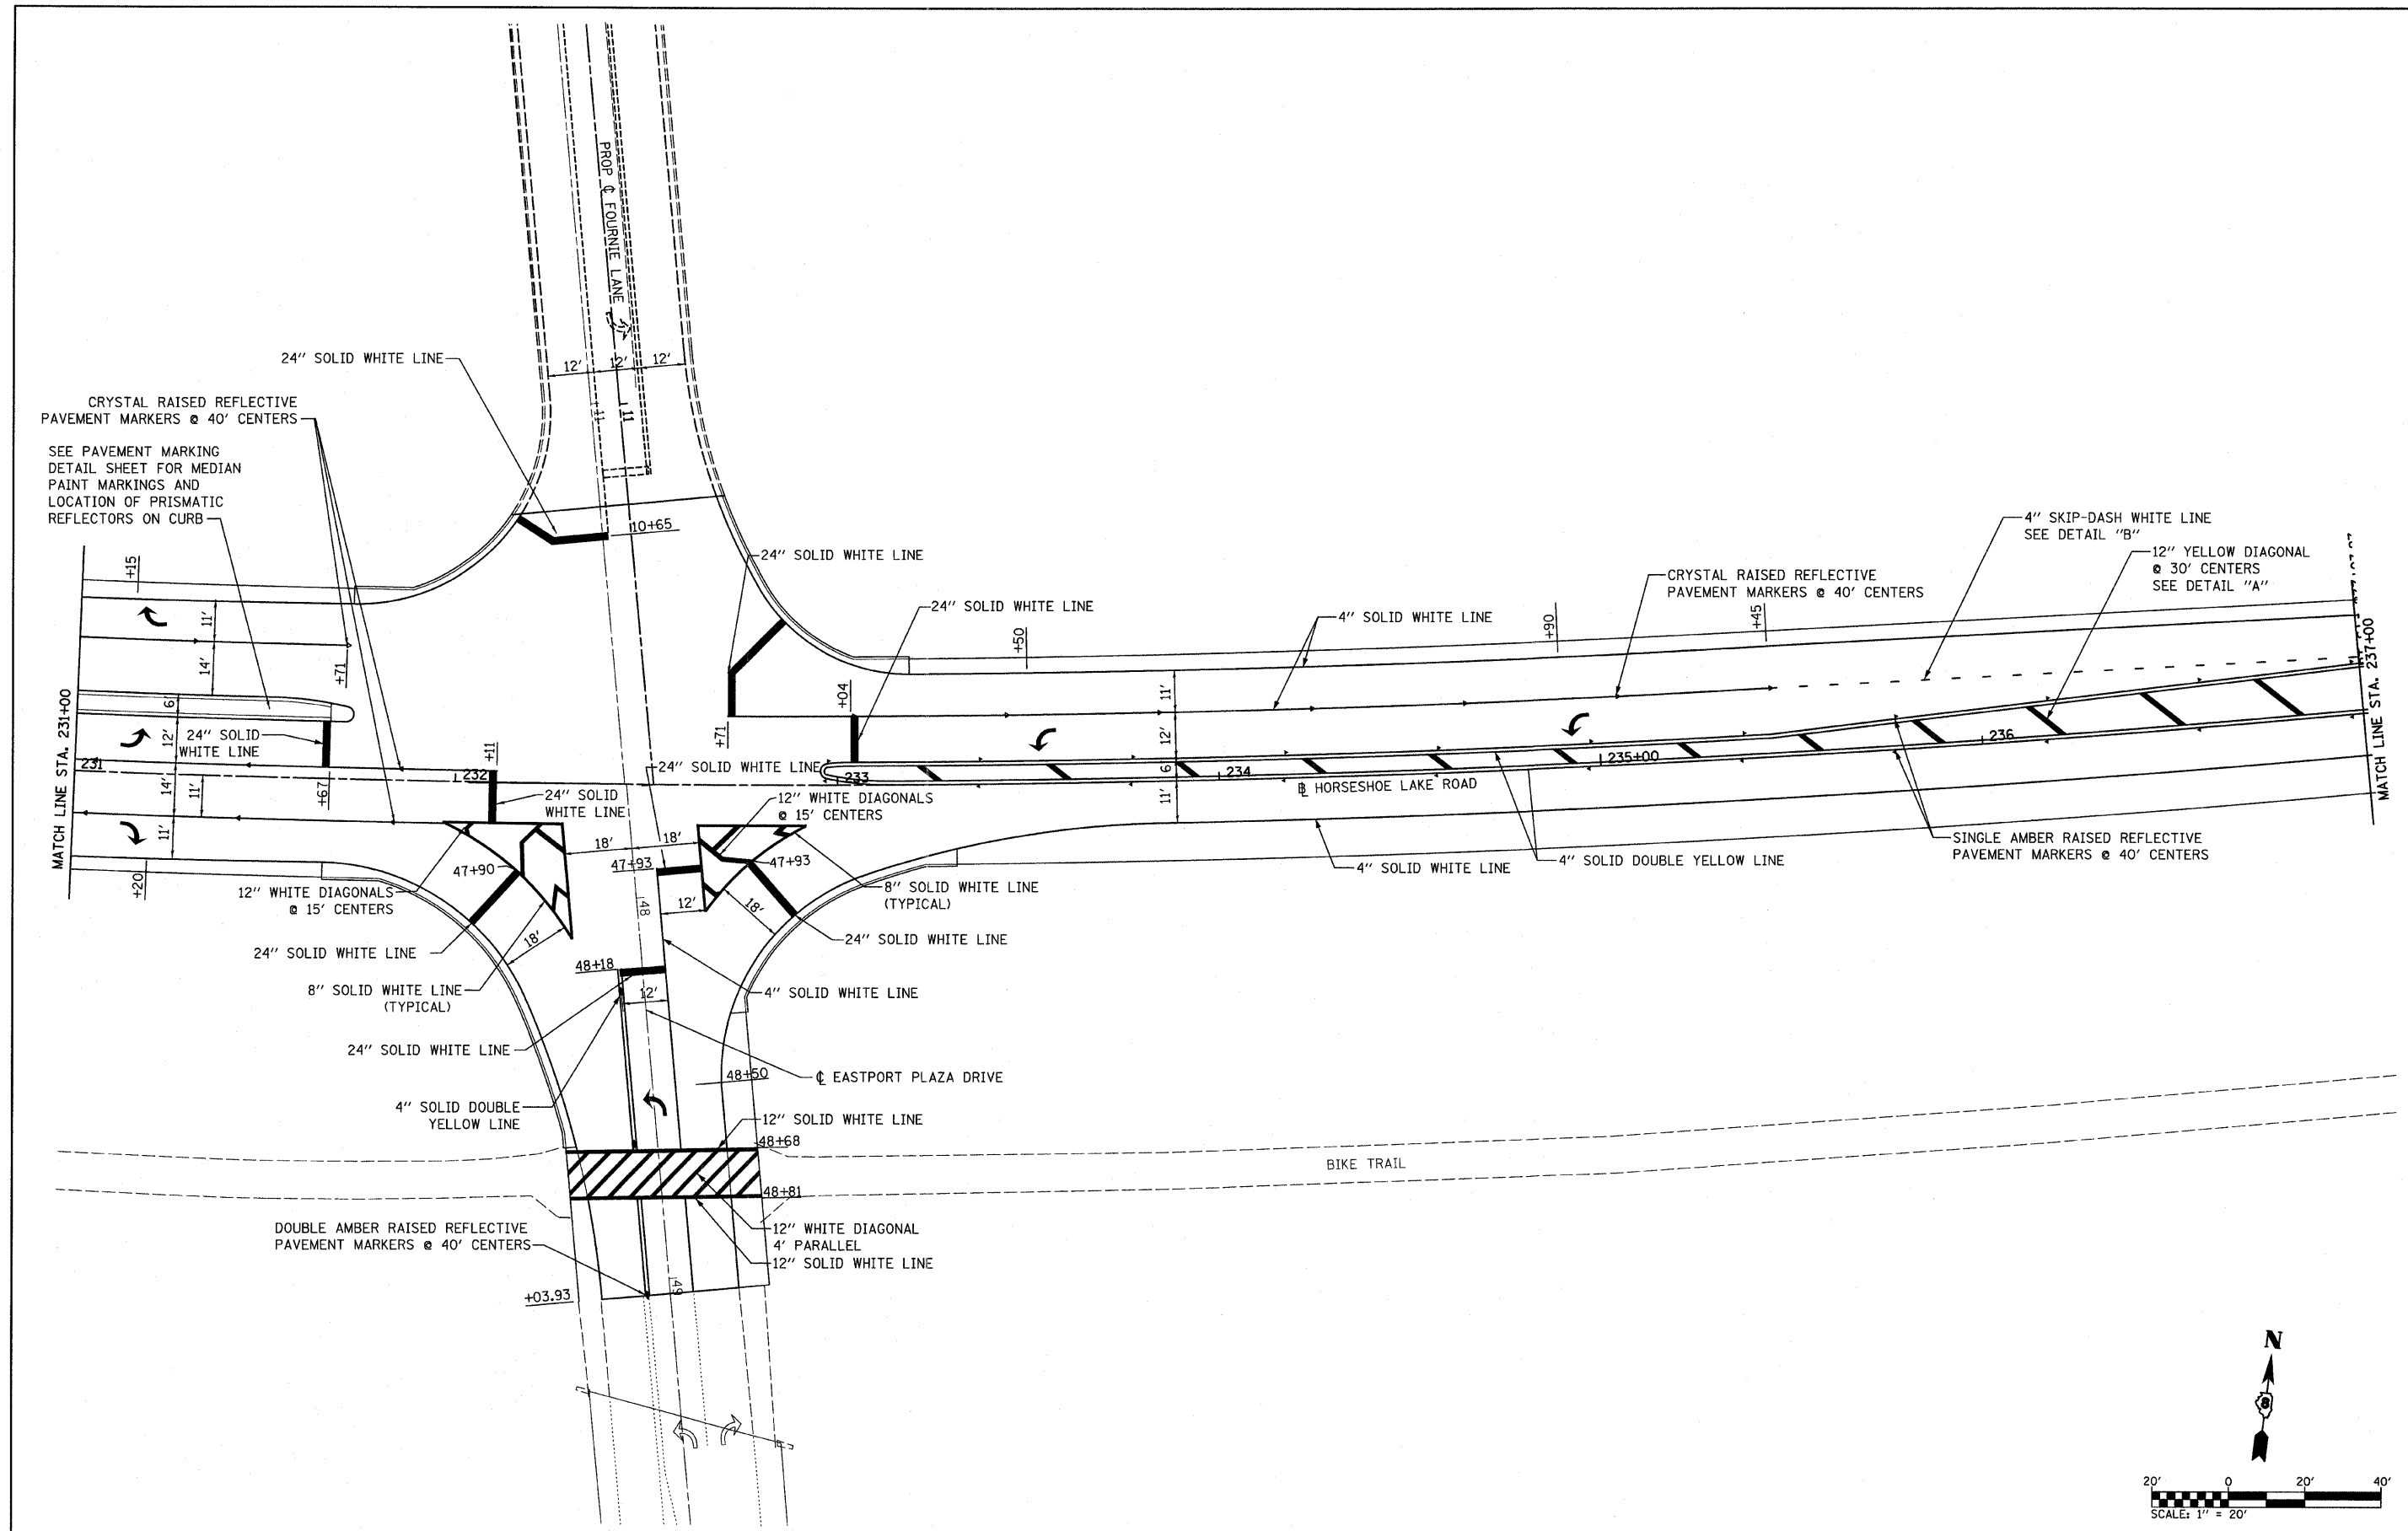 PROP ℄ FOURNIE LANE
12' 12' 12'
11
11
24" SOLID WHITE LINE
CRYSTAL RAISED REFLECTIVE
PAVEMENT MARKERS @ 40' CENTERS
SEE PAVEMENT MARKING
DETAIL SHEET FOR MEDIAN
PAINT MARKINGS AND
LOCATION OF PRISMATIC
REFLECTORS ON CURB
10+65
24" SOLID WHITE LINE
24" SOLID WHITE LINE
4" SOLID WHITE LINE
CRYSTAL RAISED REFLECTIVE
PAVEMENT MARKERS @ 40' CENTERS
4" SKIP-DASH WHITE LINE
SEE DETAIL "B"
12" YELLOW DIAGONAL
@ 30' CENTERS
SEE DETAIL "A"
+15
+50
+90
+45
11'
14'
+71
6'
12'
14'
11'
11'
MATCH LINE STA. 231+00
231
24" SOLID
WHITE LINE
+67
+11
232
24" SOLID
WHITE LINE
+71
+04
24" SOLID WHITE LINE
233
234
235+00
236
11'
12'
6'
11'
MATCH LINE STA. 237+00
℄ HORSESHOE LAKE ROAD
12" WHITE DIAGONALS
@ 15' CENTERS
18' 18'
47+93
47+93
47+90
+20
12" WHITE DIAGONALS
@ 15' CENTERS
8" SOLID WHITE LINE
(TYPICAL)
4" SOLID WHITE LINE
4" SOLID DOUBLE YELLOW LINE
SINGLE AMBER RAISED REFLECTIVE
PAVEMENT MARKERS @ 40' CENTERS
48
12'
18'
18'
24" SOLID WHITE LINE
24" SOLID WHITE LINE
48+18
8" SOLID WHITE LINE
(TYPICAL)
12'
4" SOLID WHITE LINE
24" SOLID WHITE LINE
48+50
℄ EASTPORT PLAZA DRIVE
4" SOLID DOUBLE
YELLOW LINE
12" SOLID WHITE LINE
48+68
BIKE TRAIL
48+81
DOUBLE AMBER RAISED REFLECTIVE
PAVEMENT MARKERS @ 40' CENTERS
12" WHITE DIAGONAL
4' PARALLEL
12" SOLID WHITE LINE
49
+03.93
N
8
20' 0 20' 40'
SCALE: 1" = 20'